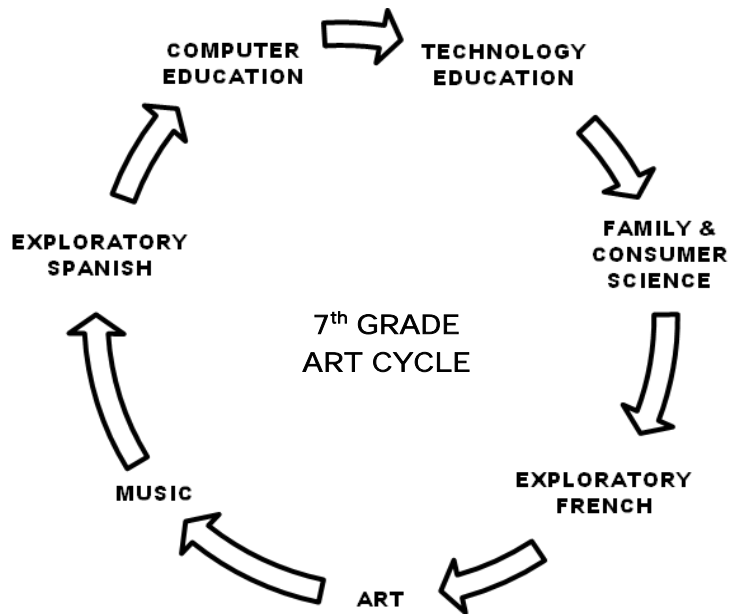 COMPUTER
EDUCATION
TECHNOLOGY
EDUCATION
FAMILY &
CONSUMER
SCIENCE
EXPLORATORY
FRENCH
ART
MUSIC
EXPLORATORY
SPANISH
7th GRADE
ART CYCLE